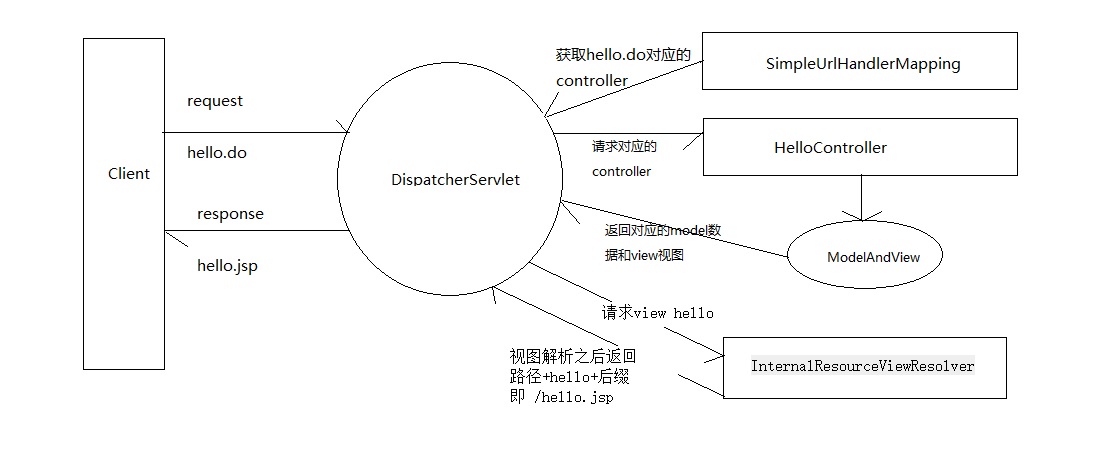 获取hello.do对应的
controller
SimpleUrlHandlerMapping
request
hello.do
请求对应的
controller
HelloController
Client
DispatcherServlet
response
hello.jsp
返回对应的model数
据和view视图
ModelAndView
请求view hello
视图解析之后返回
路径+hello+后缀
即 /hello.jsp
InternalResourceViewResolver